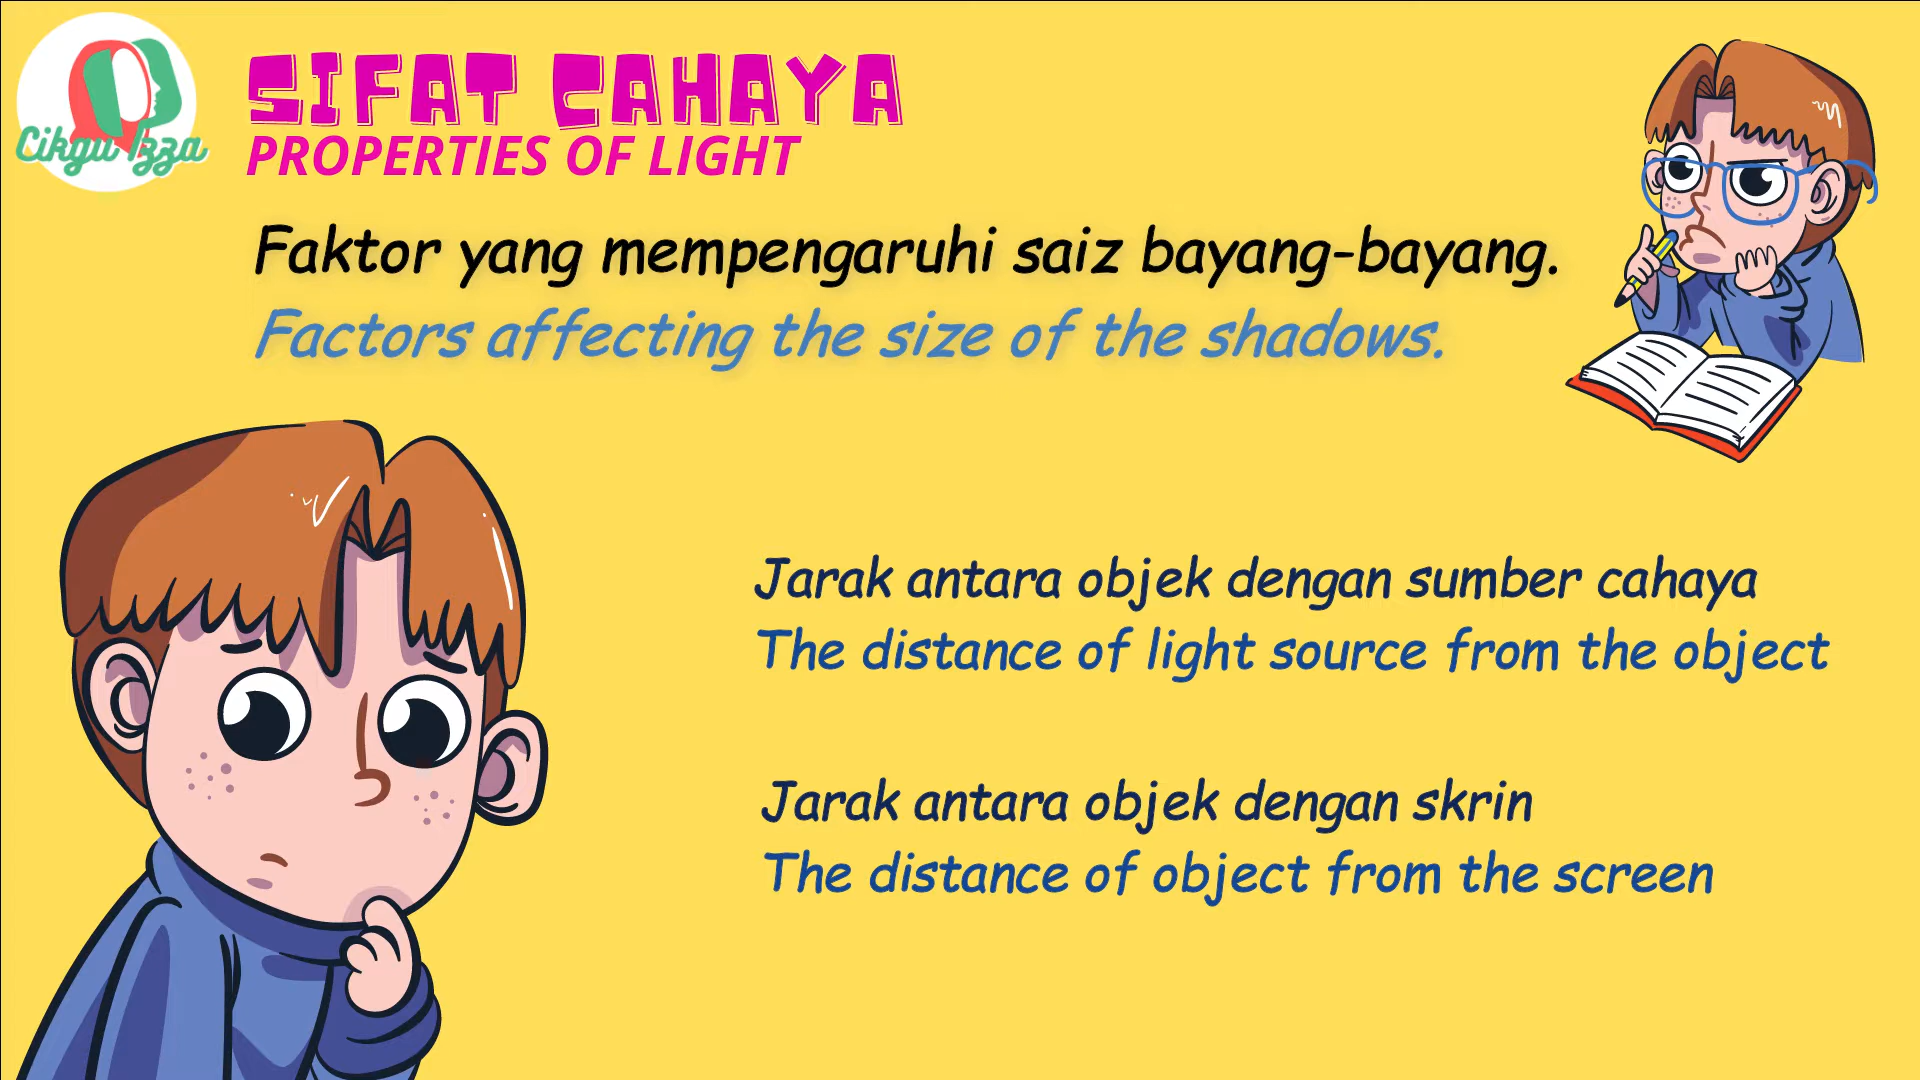 Cikgu Izza
SIFAT CAHAYA
PROPERTIES OF LIGHT
Faktor yang mempengaruhi saiz bayang-bayang.
Factors affecting the size of the shadows.
Jarak antara objek dengan sumber cahaya
The distance of light source from the object
Jarak antara objek dengan skrin
The distance of object from the screen